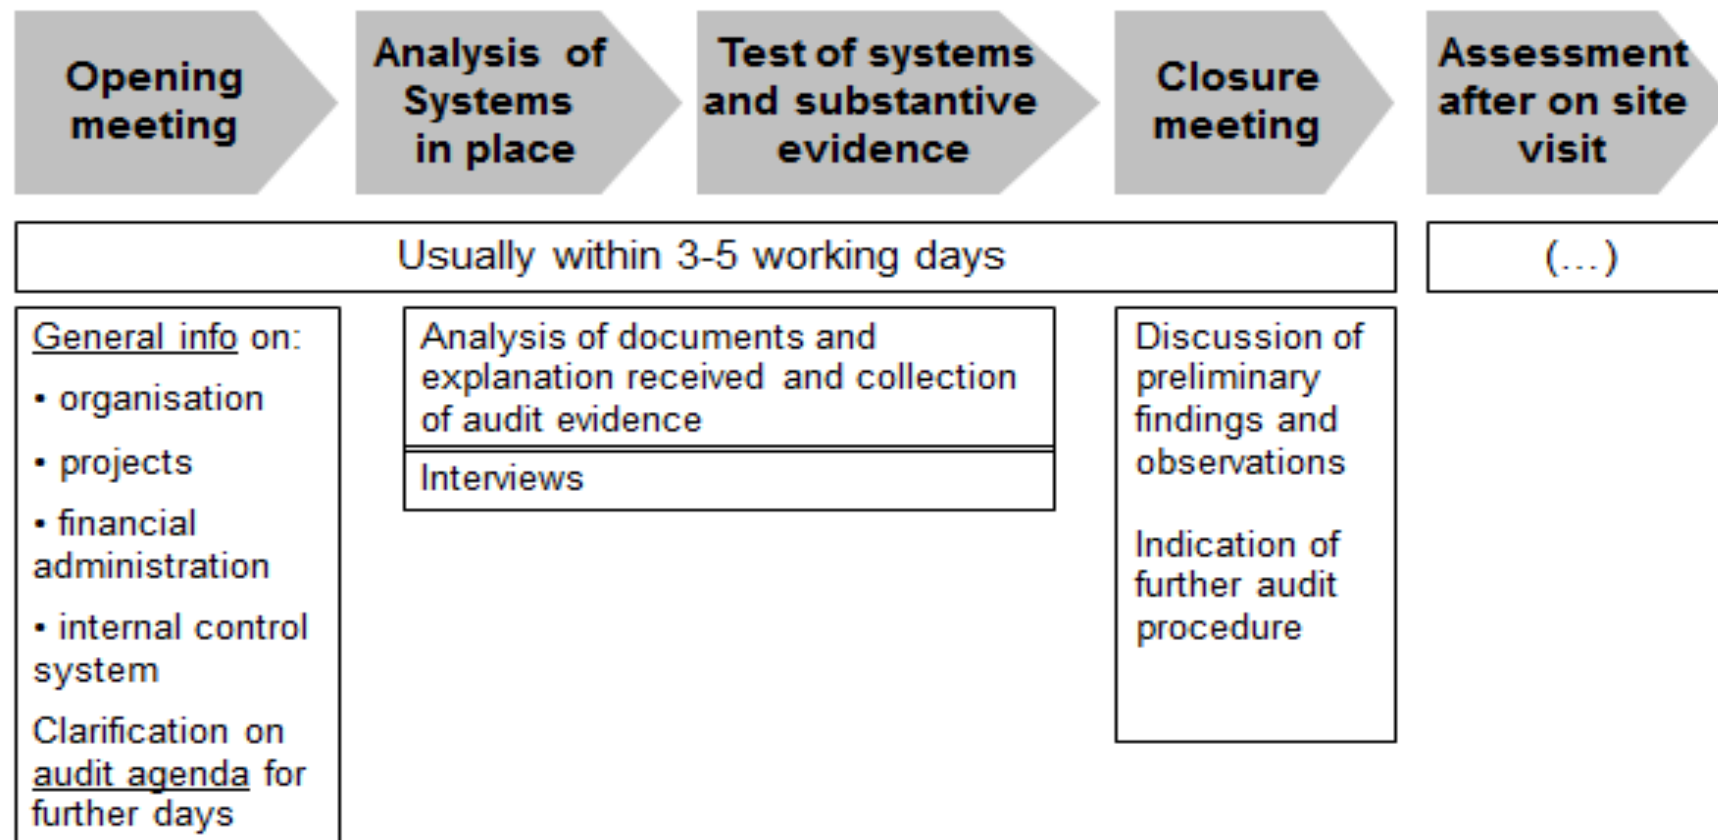 Opening
meeting
Analysis of
Systems
in place
Test of systems
and substantive
evidence
Closure
meeting
Assessment
after on site
visit
Usually within 3-5 working days
(...)
General info on:
• organisation
• projects
• financial
administration
• internal control
system
Clarification on
audit agenda for
further days
Analysis of documents and
explanation received and collection
of audit evidence
Interviews
Discussion of
preliminary
findings and
observations
Indication of
further audit
procedure